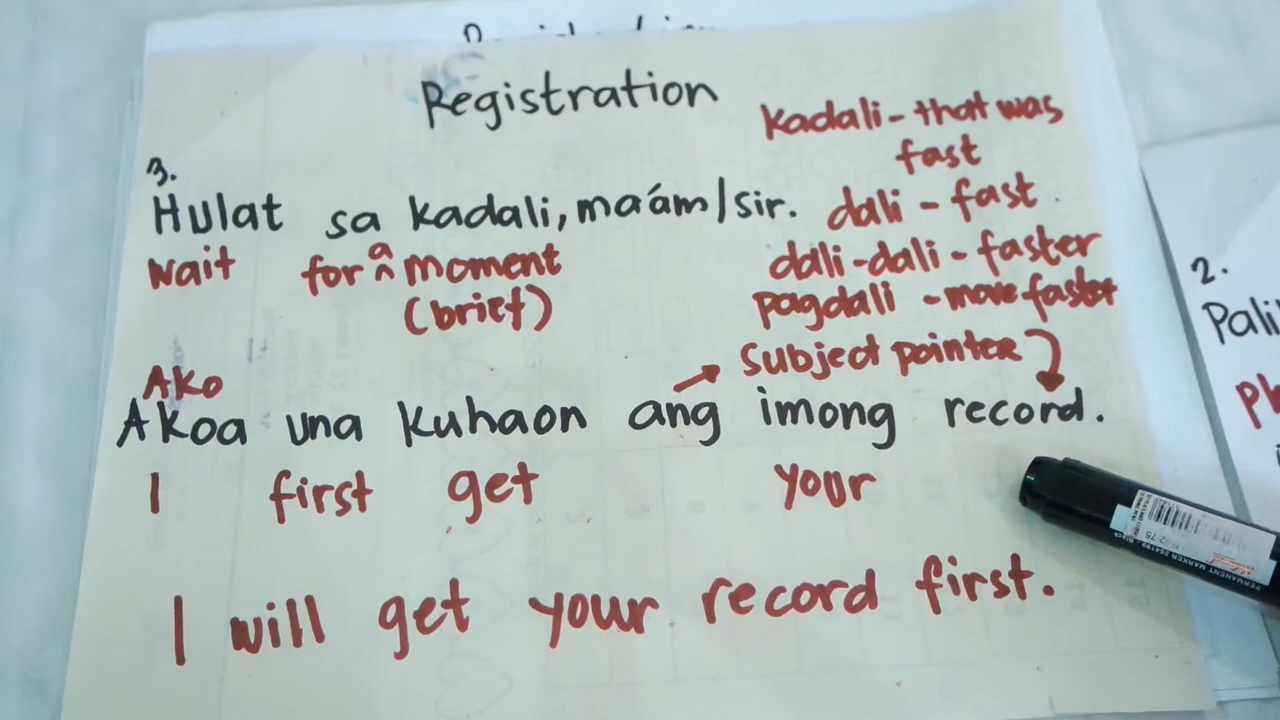 Registration
kadali - that was
fast
3.
Hulat sa kadali, ma'am/sir.
dali - fast
wait for a moment
(brief)
dali-dali - faster
pagdali - move faster
subject pointer
Ako
Akoa una kuhaon ang imong record.
I first get your
I will get your record first.
2.
Pali
PERMANENT MARKER